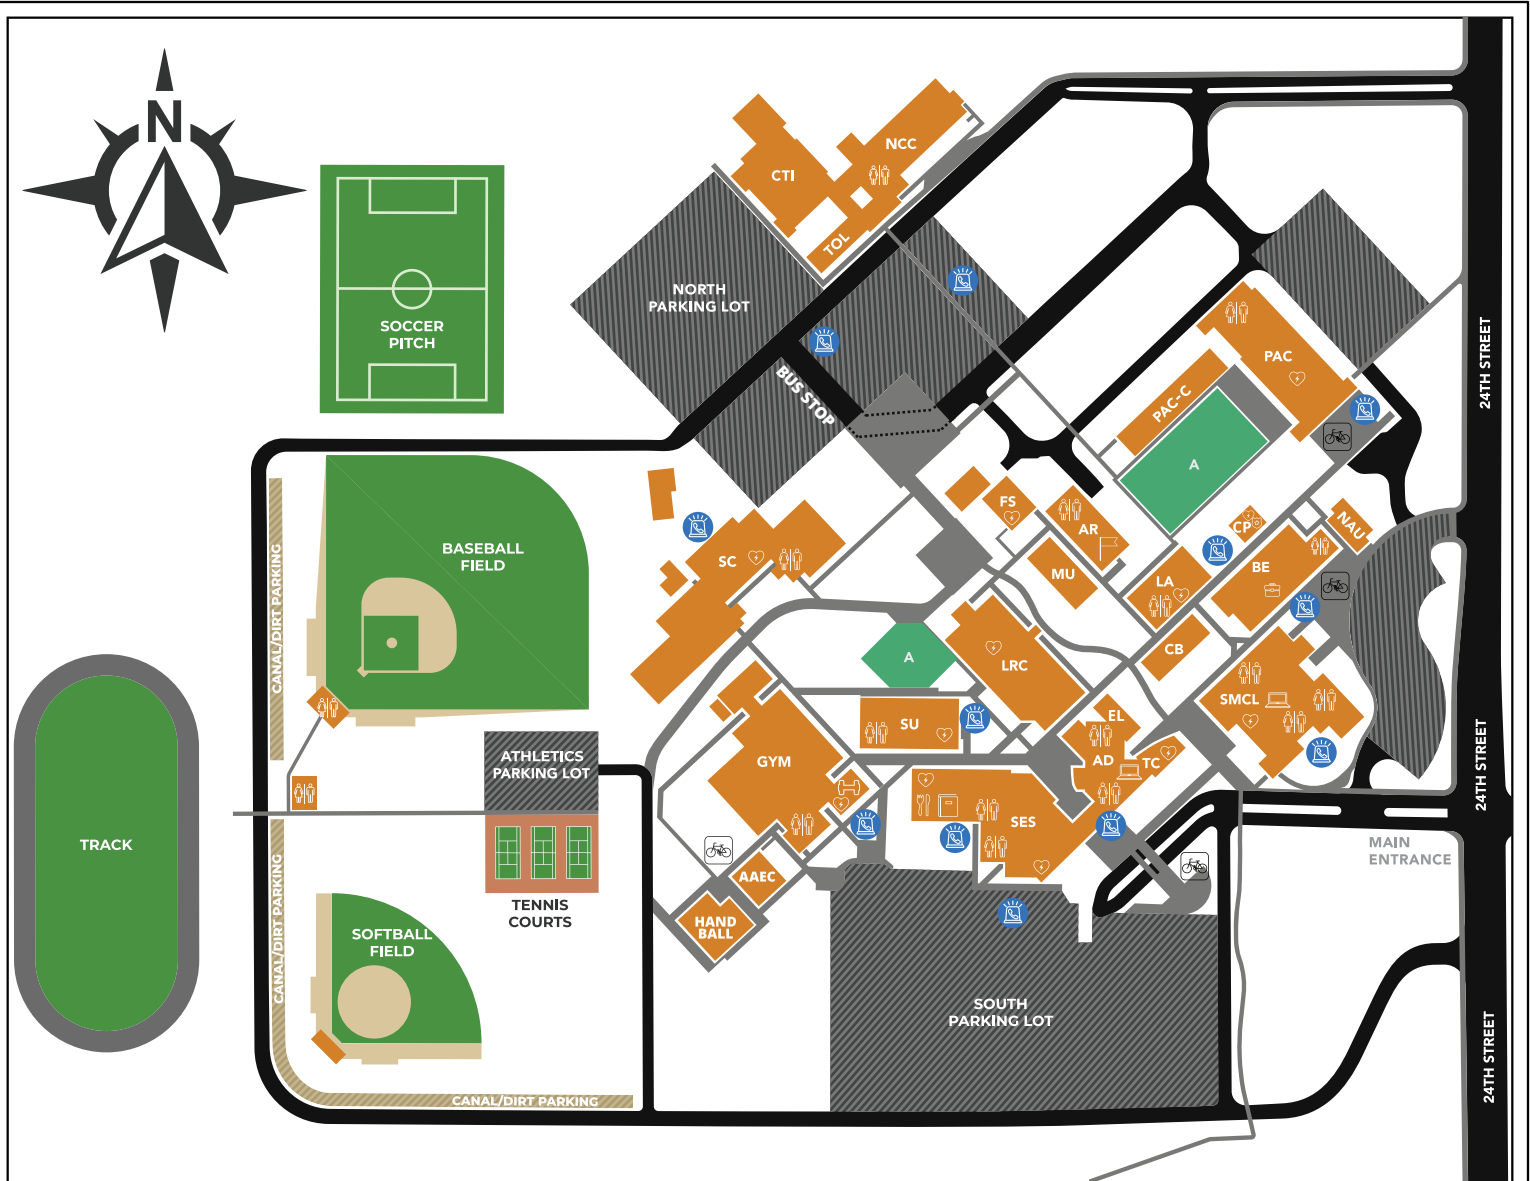 N
NCC
CTI
TOL
NORTH
PARKING LOT
SOCCER
PITCH
BUS STOP
PAC
PAC-C
A
24TH STREET
FS
AR
CP
NAU
BASEBALL
FIELD
SC
MU
LA
BE
CANAL/DIRT PARKING
A
LRC
CB
SMCL
SU
EL
AD
TC
GYM
ATHLETICS
PARKING LOT
24TH STREET
SES
TRACK
MAIN
ENTRANCE
AAEC
TENNIS
COURTS
HAND
BALL
SOFTBALL
FIELD
CANAL/DIRT PARKING
SOUTH
PARKING LOT
24TH STREET
CANAL/DIRT PARKING